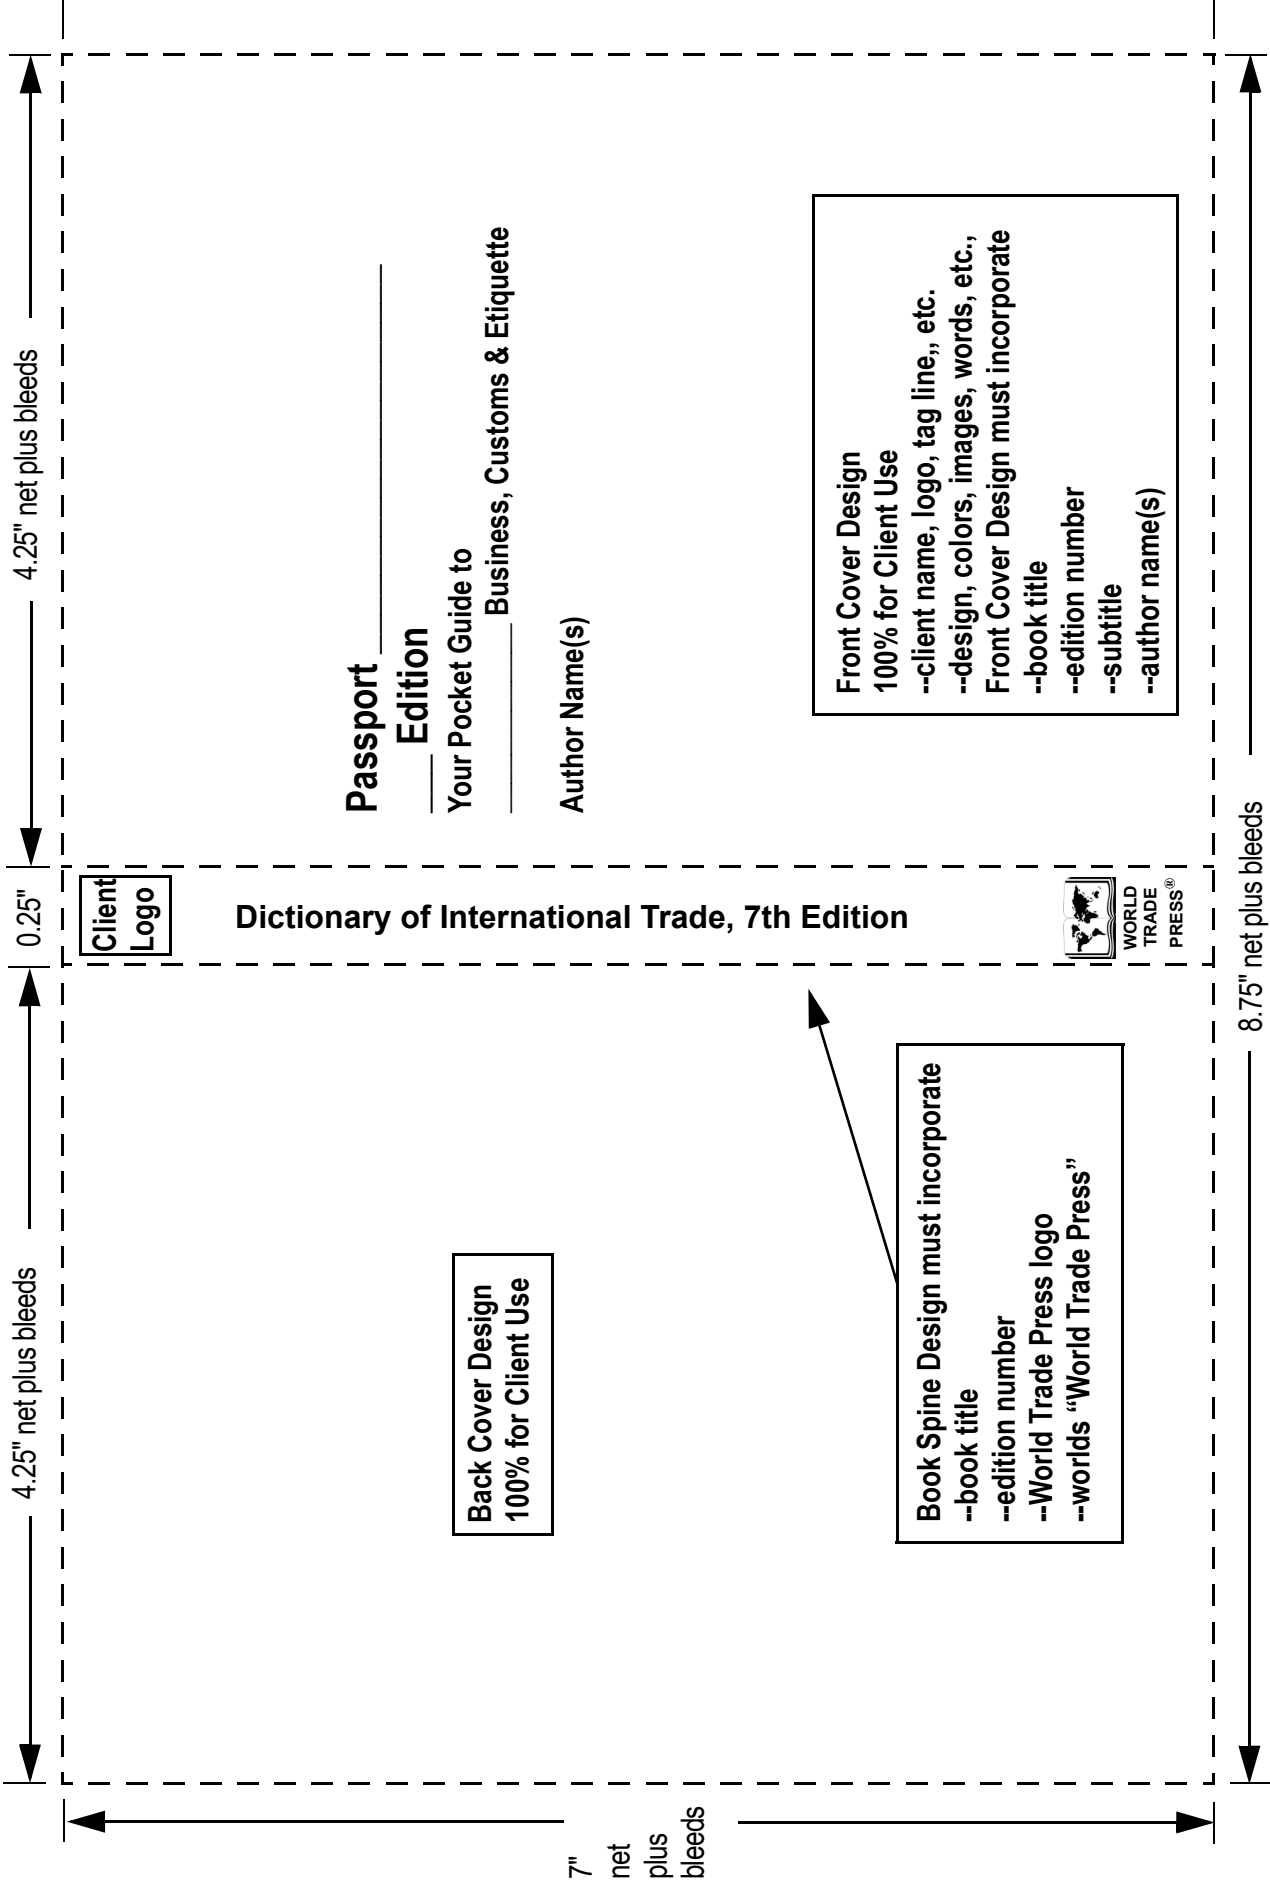 4.25" net plus bleeds
0.25"
4.25" net plus bleeds
7"
net
plus
bleeds
Back Cover Design
100% for Client Use
Book Spine Design must incorporate
--book title
--edition number
--World Trade Press logo
--worlds “World Trade Press”
Client
Logo
Dictionary of International Trade, 7th Edition
WORLD
TRADE
PRESS®
Passport ____________________
____ Edition
Your Pocket Guide to
____________ Business, Customs & Etiquette
Author Name(s)
Front Cover Design
100% for Client Use
--client name, logo, tag line,, etc.
--design, colors, images, words, etc.,
Front Cover Design must incorporate
--book title
--edition number
--subtitle
--author name(s)
8.75" net plus bleeds